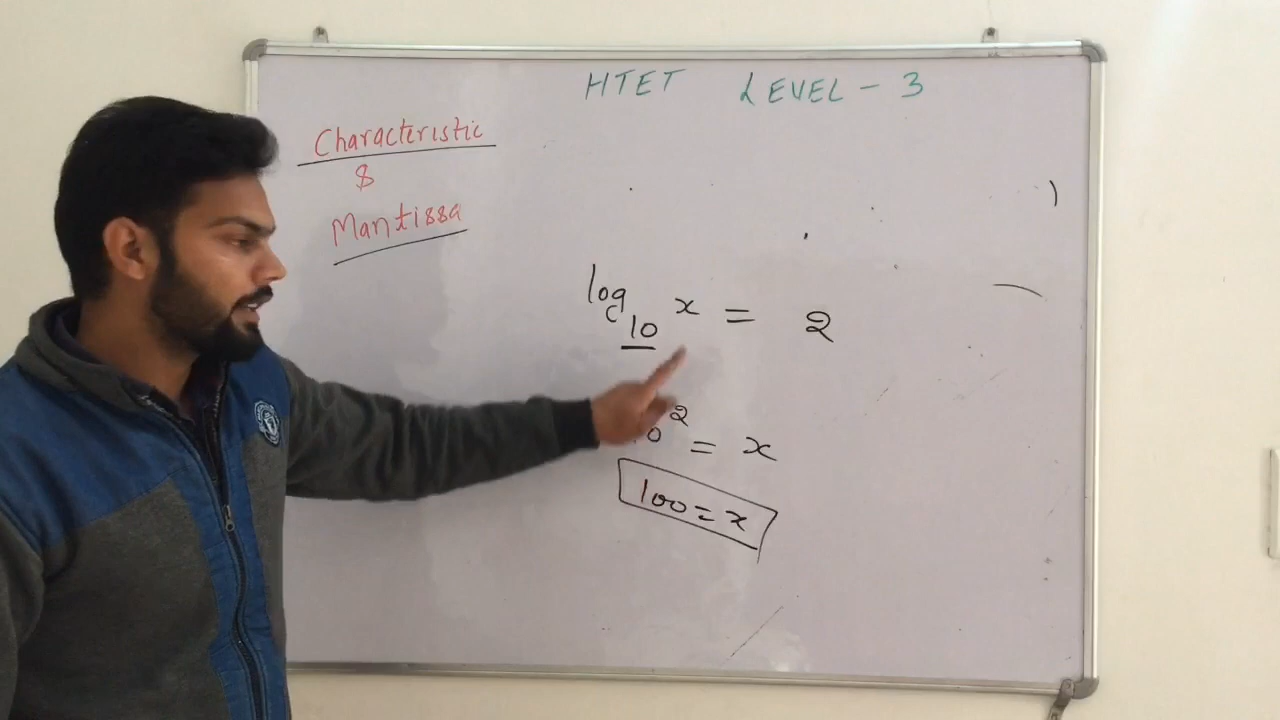 HTET LEVEL - 3
Characteristic
&
Mantissa
log₁₀ x = 2
10² = x
100 = x